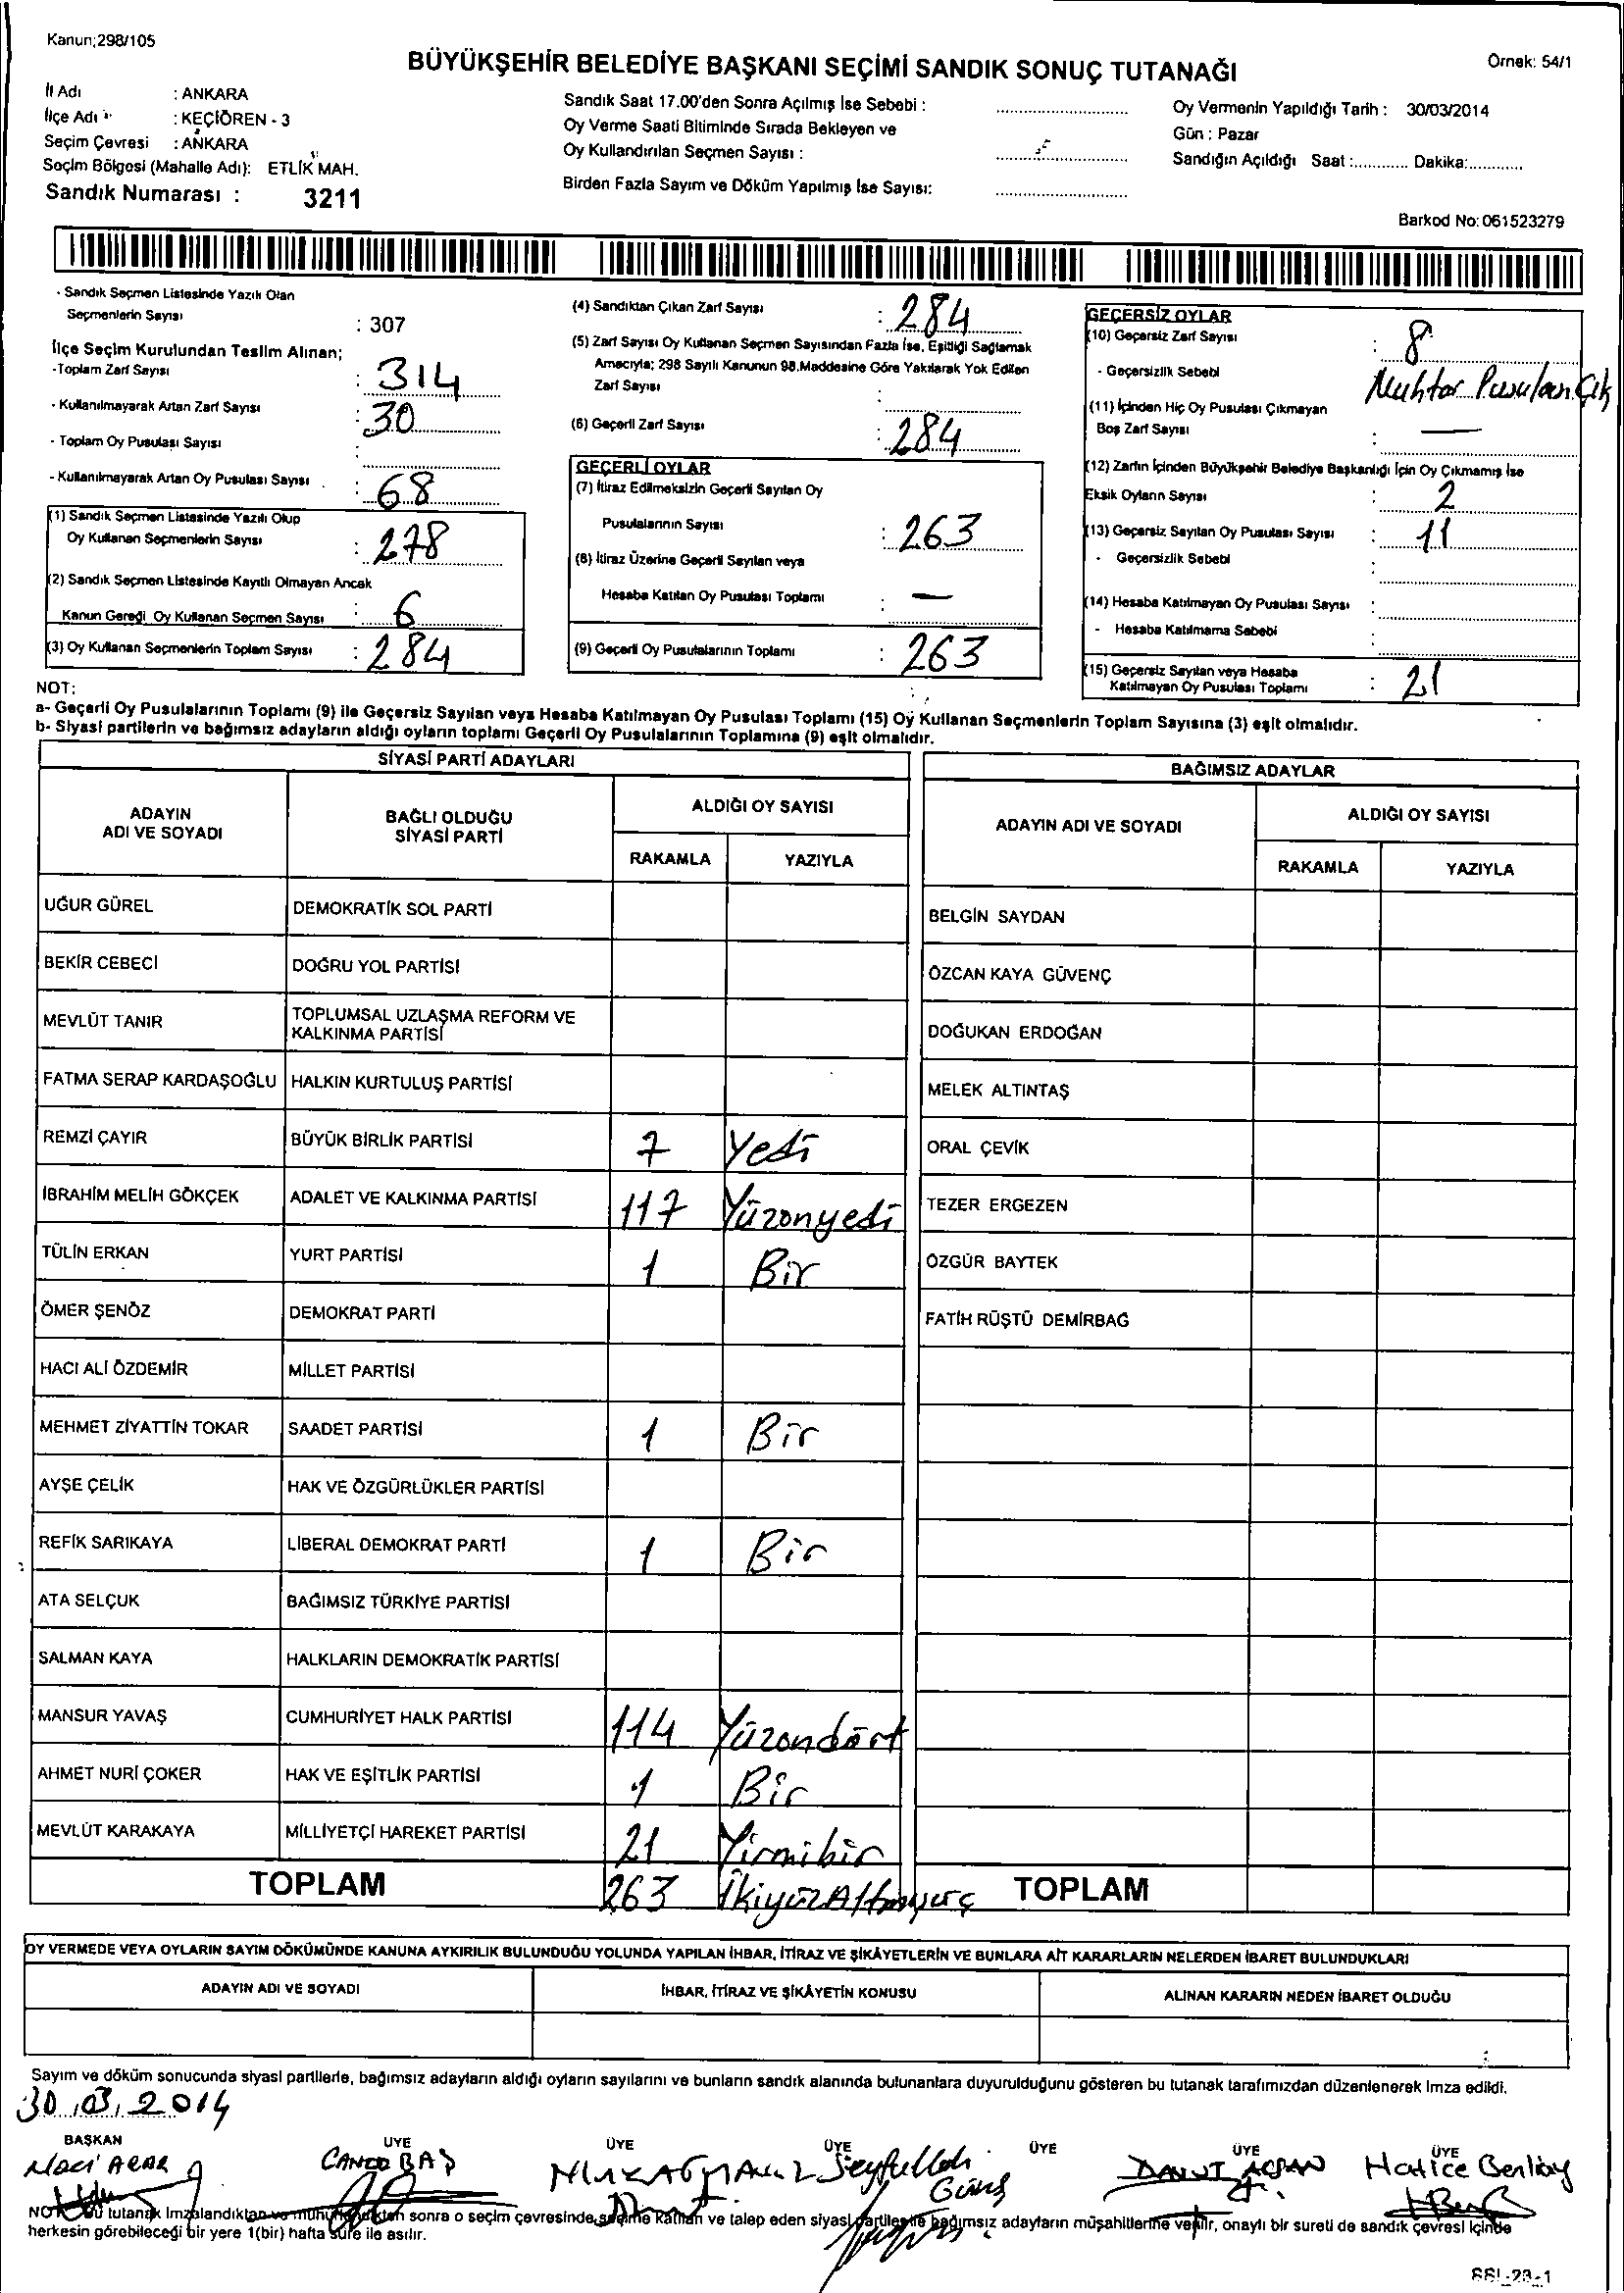 Kanun;298/105
BÜYÜKŞEHİR BELEDİYE BAŞKANI SEÇİMİ SANDIK SONUÇ TUTANAĞI
Örnek: 54/1
İl Adı : ANKARA
İlçe Adı : KEÇİÖREN - 3
Seçim Çevresi : ANKARA
Seçim Bölgesi (Mahalle Adı): ETLİK MAH.
Sandık Numarası : 3211
Sandık Saat 17.00'den Sonra Açılmış İse Sebebi :
Oy Verme Saati Bitiminde Sırada Bekleyen ve
Oy Kullandırılan Seçmen Sayısı :
Birden Fazla Sayım ve Döküm Yapılmış İse Sayısı:
Oy Vermenin Yapıldığı Tarih : 30/03/2014
Gün : Pazar
Sandığın Açıldığı Saat :............ Dakika:............
Barkod No: 061523279
- Sandık Seçmen Listesinde Yazılı Olan
Seçmenlerin Sayısı : 307
İlçe Seçim Kurulundan Teslim Alınan;
-Toplam Zarf Sayısı : 314
- Kullanılmayarak Artan Zarf Sayısı : 30
- Toplam Oy Pusulası Sayısı :
- Kullanılmayarak Artan Oy Pusulası Sayısı : 68
(1) Sandık Seçmen Listesinde Yazılı Olup
Oy Kullanan Seçmenlerin Sayısı : 278
(2) Sandık Seçmen Listesinde Kayıtlı Olmayan Ancak
Kanun Gereği Oy Kullanan Seçmen Sayısı : 6
(3) Oy Kullanan Seçmenlerin Toplam Sayısı : 284
(4) Sandıktan Çıkan Zarf Sayısı : 284
(5) Zarf Sayısı Oy Kullanan Seçmen Sayısından Fazla İse, Eşitliği Sağlamak
Amacıyla; 298 Sayılı Kanunun 98.Maddesine Göre Yakılarak Yok Edilen
Zarf Sayısı :
(6) Geçerli Zarf Sayısı : 284
GEÇERLİ OYLAR
(7) İtiraz Edilmeksizin Geçerli Sayılan Oy
Pusulalarının Sayısı : 263
(8) İtiraz Üzerine Geçerli Sayılan veya
Hesaba Katılan Oy Pusulası Toplamı : —
(9) Geçerli Oy Pusulalarının Toplamı : 263
GEÇERSİZ OYLAR
(10) Geçersiz Zarf Sayısı : 8
- Geçersizlik Sebebi : Muhtar Pusuladan Çık
(11) İçinden Hiç Oy Pusulası Çıkmayan
Boş Zarf Sayısı : —
(12) Zarfın İçinden Büyükşehir Belediye Başkanlığı İçin Oy Çıkmamış İse
Eksik Oyların Sayısı : 2
(13) Geçersiz Sayılan Oy Pusulası Sayısı : 11
- Geçersizlik Sebebi :
(14) Hesaba Katılmayan Oy Pusulası Sayısı :
- Hesaba Katılmama Sebebi :
(15) Geçersiz Sayılan veya Hesaba
Katılmayan Oy Pusulası Toplamı : 21
NOT:
a- Geçerli Oy Pusulalarının Toplamı (9) ile Geçersiz Sayılan veya Hesaba Katılmayan Oy Pusulası Toplamı (15) Oy Kullanan Seçmenlerin Toplam Sayısına (3) eşit olmalıdır.
b- Siyasi partilerin ve bağımsız adayların aldığı oyların toplamı Geçerli Oy Pusulalarının Toplamına (9) eşit olmalıdır.
SİYASİ PARTİ ADAYLARI
ADAYIN ADI VE SOYADI
BAĞLI OLDUĞU SİYASİ PARTİ
ALDIĞI OY SAYISI
RAKAMLA YAZIYLA
UĞUR GÜREL DEMOKRATİK SOL PARTİ
BEKİR CEBECİ DOĞRU YOL PARTİSİ
MEVLÜT TANIR TOPLUMSAL UZLAŞMA REFORM VE KALKINMA PARTİSİ
FATMA SERAP KARDAŞOĞLU HALKIN KURTULUŞ PARTİSİ
REMZİ ÇAYIR BÜYÜK BİRLİK PARTİSİ 7 Yedi
İBRAHİM MELİH GÖKÇEK ADALET VE KALKINMA PARTİSİ 117 Yüzonyedi
TÜLİN ERKAN YURT PARTİSİ 1 Bir
ÖMER ŞENÖZ DEMOKRAT PARTİ
HACI ALİ ÖZDEMİR MİLLET PARTİSİ
MEHMET ZİYATTİN TOKAR SAADET PARTİSİ 1 Bir
AYŞE ÇELİK HAK VE ÖZGÜRLÜKLER PARTİSİ
REFİK SARIKAYA LİBERAL DEMOKRAT PARTİ 1 Bir
ATA SELÇUK BAĞIMSIZ TÜRKİYE PARTİSİ
SALMAN KAYA HALKLARIN DEMOKRATİK PARTİSİ
MANSUR YAVAŞ CUMHURİYET HALK PARTİSİ 114 Yüzondört
AHMET NURİ ÇOKER HAK VE EŞİTLİK PARTİSİ 1 Bir
MEVLÜT KARAKAYA MİLLİYETÇİ HAREKET PARTİSİ 21 Yirmibir
TOPLAM 263 İkiyüzAltmışüç
BAĞIMSIZ ADAYLAR
ADAYIN ADI VE SOYADI
ALDIĞI OY SAYISI
RAKAMLA YAZIYLA
BELGİN SAYDAN
ÖZCAN KAYA GÜVENÇ
DOĞUKAN ERDOĞAN
MELEK ALTINTAŞ
ORAL ÇEVİK
TEZER ERGEZEN
ÖZGÜR BAYTEK
FATİH RÜŞTÜ DEMİRBAĞ
TOPLAM
OY VERMEDE VEYA OYLARIN SAYIM DÖKÜMÜNDE KANUNA AYKIRILIK BULUNDUĞU YOLUNDA YAPILAN İHBAR, İTİRAZ VE ŞİKÂYETLERİN VE BUNLARA AİT KARARLARIN NELERDEN İBARET BULUNDUKLARI
ADAYIN ADI VE SOYADI
İHBAR, İTİRAZ VE ŞİKÂYETİN KONUSU
ALINAN KARARIN NEDEN İBARET OLDUĞU
Sayım ve döküm sonucunda siyasi partilerle, bağımsız adayların aldığı oyların sayılarını ve bunların sandık alanında bulunanlara duyurulduğunu gösteren bu tutanak tarafımızdan düzenlenerek imza edildi.
30.03.2014
BAŞKAN ÜYE ÜYE ÜYE ÜYE ÜYE ÜYE
Naci ACAR
Seyfullah Güneş
Hatice Benlibay
NOT: Bu tutanak imzalandıktan ve mühürlendikten sonra o seçim çevresinde, seçime katılan ve talep eden siyasi partilerle bağımsız adayların müşahitlerine verilir, onaylı bir sureti de sandık çevresi içinde
herkesin görebileceği bir yere 1(bir) hafta süre ile asılır.